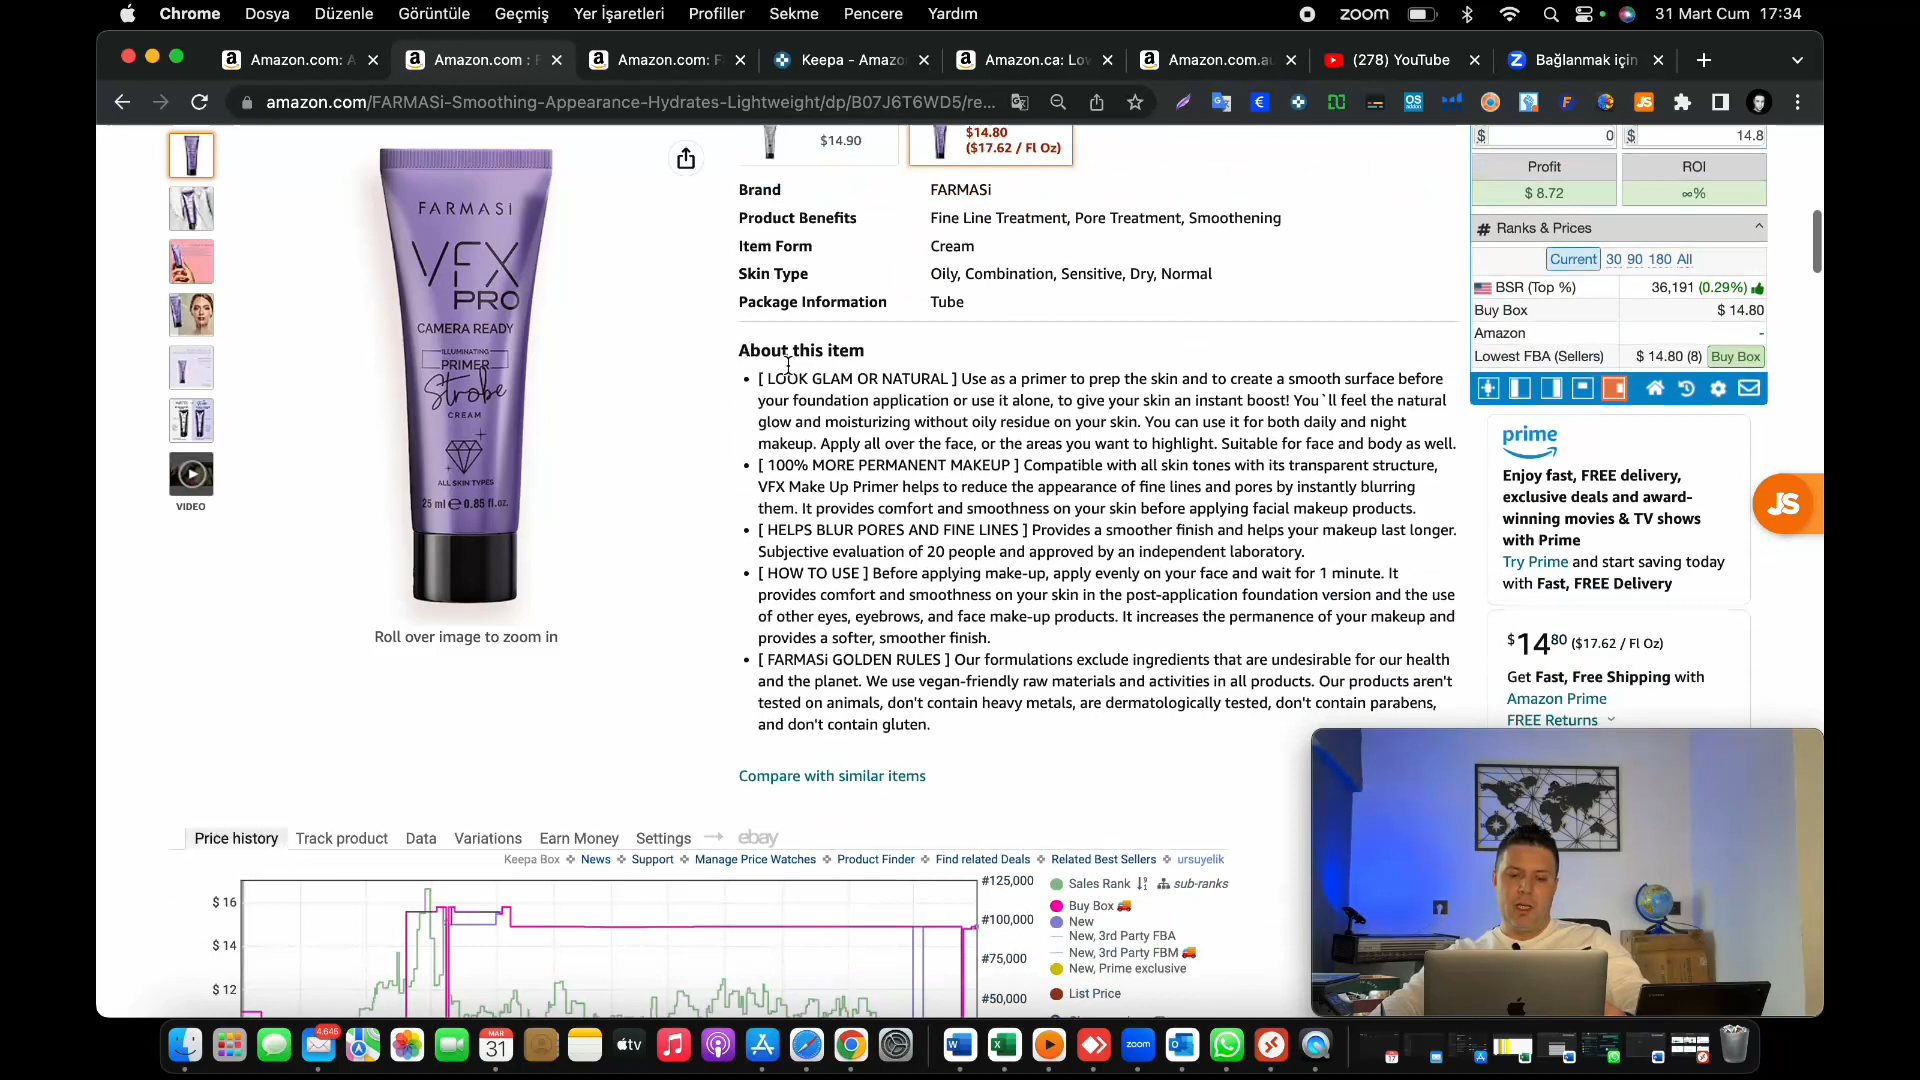 Chrome Dosya Düzenle Görüntüle Geçmiş Yer İşaretleri Profiller Sekme Pencere Yardım zoom 31 Mart Cum 17:34
Amazon.com: A Amazon.com : F Amazon.com: F Keepa - Amazo Amazon.ca: Lov Amazon.com.au (278) YouTube Bağlanmak için
amazon.com/FARMASi-Smoothing-Appearance-Hydrates-Lightweight/dp/B07J6T6WD5/re...
$14.90
$14.80
($17.62 / Fl Oz)
Brand FARMASi
Product Benefits Fine Line Treatment, Pore Treatment, Smoothening
Item Form Cream
Skin Type Oily, Combination, Sensitive, Dry, Normal
Package Information Tube
About this item
• [ LOOK GLAM OR NATURAL ] Use as a primer to prep the skin and to create a smooth surface before
your foundation application or use it alone, to give your skin an instant boost! You`ll feel the natural
glow and moisturizing without oily residue on your skin. You can use it for both daily and night
makeup. Apply all over the face, or the areas you want to highlight. Suitable for face and body as well.
• [ 100% MORE PERMANENT MAKEUP ] Compatible with all skin tones with its transparent structure,
VFX Make Up Primer helps to reduce the appearance of fine lines and pores by instantly blurring
them. It provides comfort and smoothness on your skin before applying facial makeup products.
• [ HELPS BLUR PORES AND FINE LINES ] Provides a smoother finish and helps your makeup last longer.
Subjective evaluation of 20 people and approved by an independent laboratory.
• [ HOW TO USE ] Before applying make-up, apply evenly on your face and wait for 1 minute. It
provides comfort and smoothness on your skin in the post-application foundation version and the use
of other eyes, eyebrows, and face make-up products. It increases the permanence of your makeup and
provides a softer, smoother finish.
• [ FARMASi GOLDEN RULES ] Our formulations exclude ingredients that are undesirable for our health
and the planet. We use vegan-friendly raw materials and activities in all products. Our products aren't
tested on animals, don't contain heavy metals, are dermatologically tested, don't contain parabens,
and don't contain gluten.
Compare with similar items
FARMASi
VFX
PRO
CAMERA READY
ILLUMINATING
PRIMER
Strobe
CREAM
ALL SKIN TYPES
25 ml e 0.85 fl.oz.
VIDEO
Roll over image to zoom in
$ 0 $ 14.8
Profit ROI
$ 8.72 ∞%
# Ranks & Prices
Current 30 90 180 All
BSR (Top %) 36,191 (0.29%)
Buy Box $ 14.80
Amazon -
Lowest FBA (Sellers) $ 14.80 (8) Buy Box
prime
Enjoy fast, FREE delivery,
exclusive deals and award-
winning movies & TV shows
with Prime
Try Prime and start saving today
with Fast, FREE Delivery
JS
$14 80 ($17.62 / Fl Oz)
Get Fast, Free Shipping with
Amazon Prime
FREE Returns
Price history Track product Data Variations Earn Money Settings ebay
Keepa Box News Support Manage Price Watches Product Finder Find related Deals Related Best Sellers ursuyelik
$ 16
$ 14
$ 12
#125,000
#100,000
#75,000
#50,000
Sales Rank sub-ranks
Buy Box
New
New, 3rd Party FBA
New, 3rd Party FBM
New, Prime exclusive
List Price
4.645
MAR
31
tv
zoom